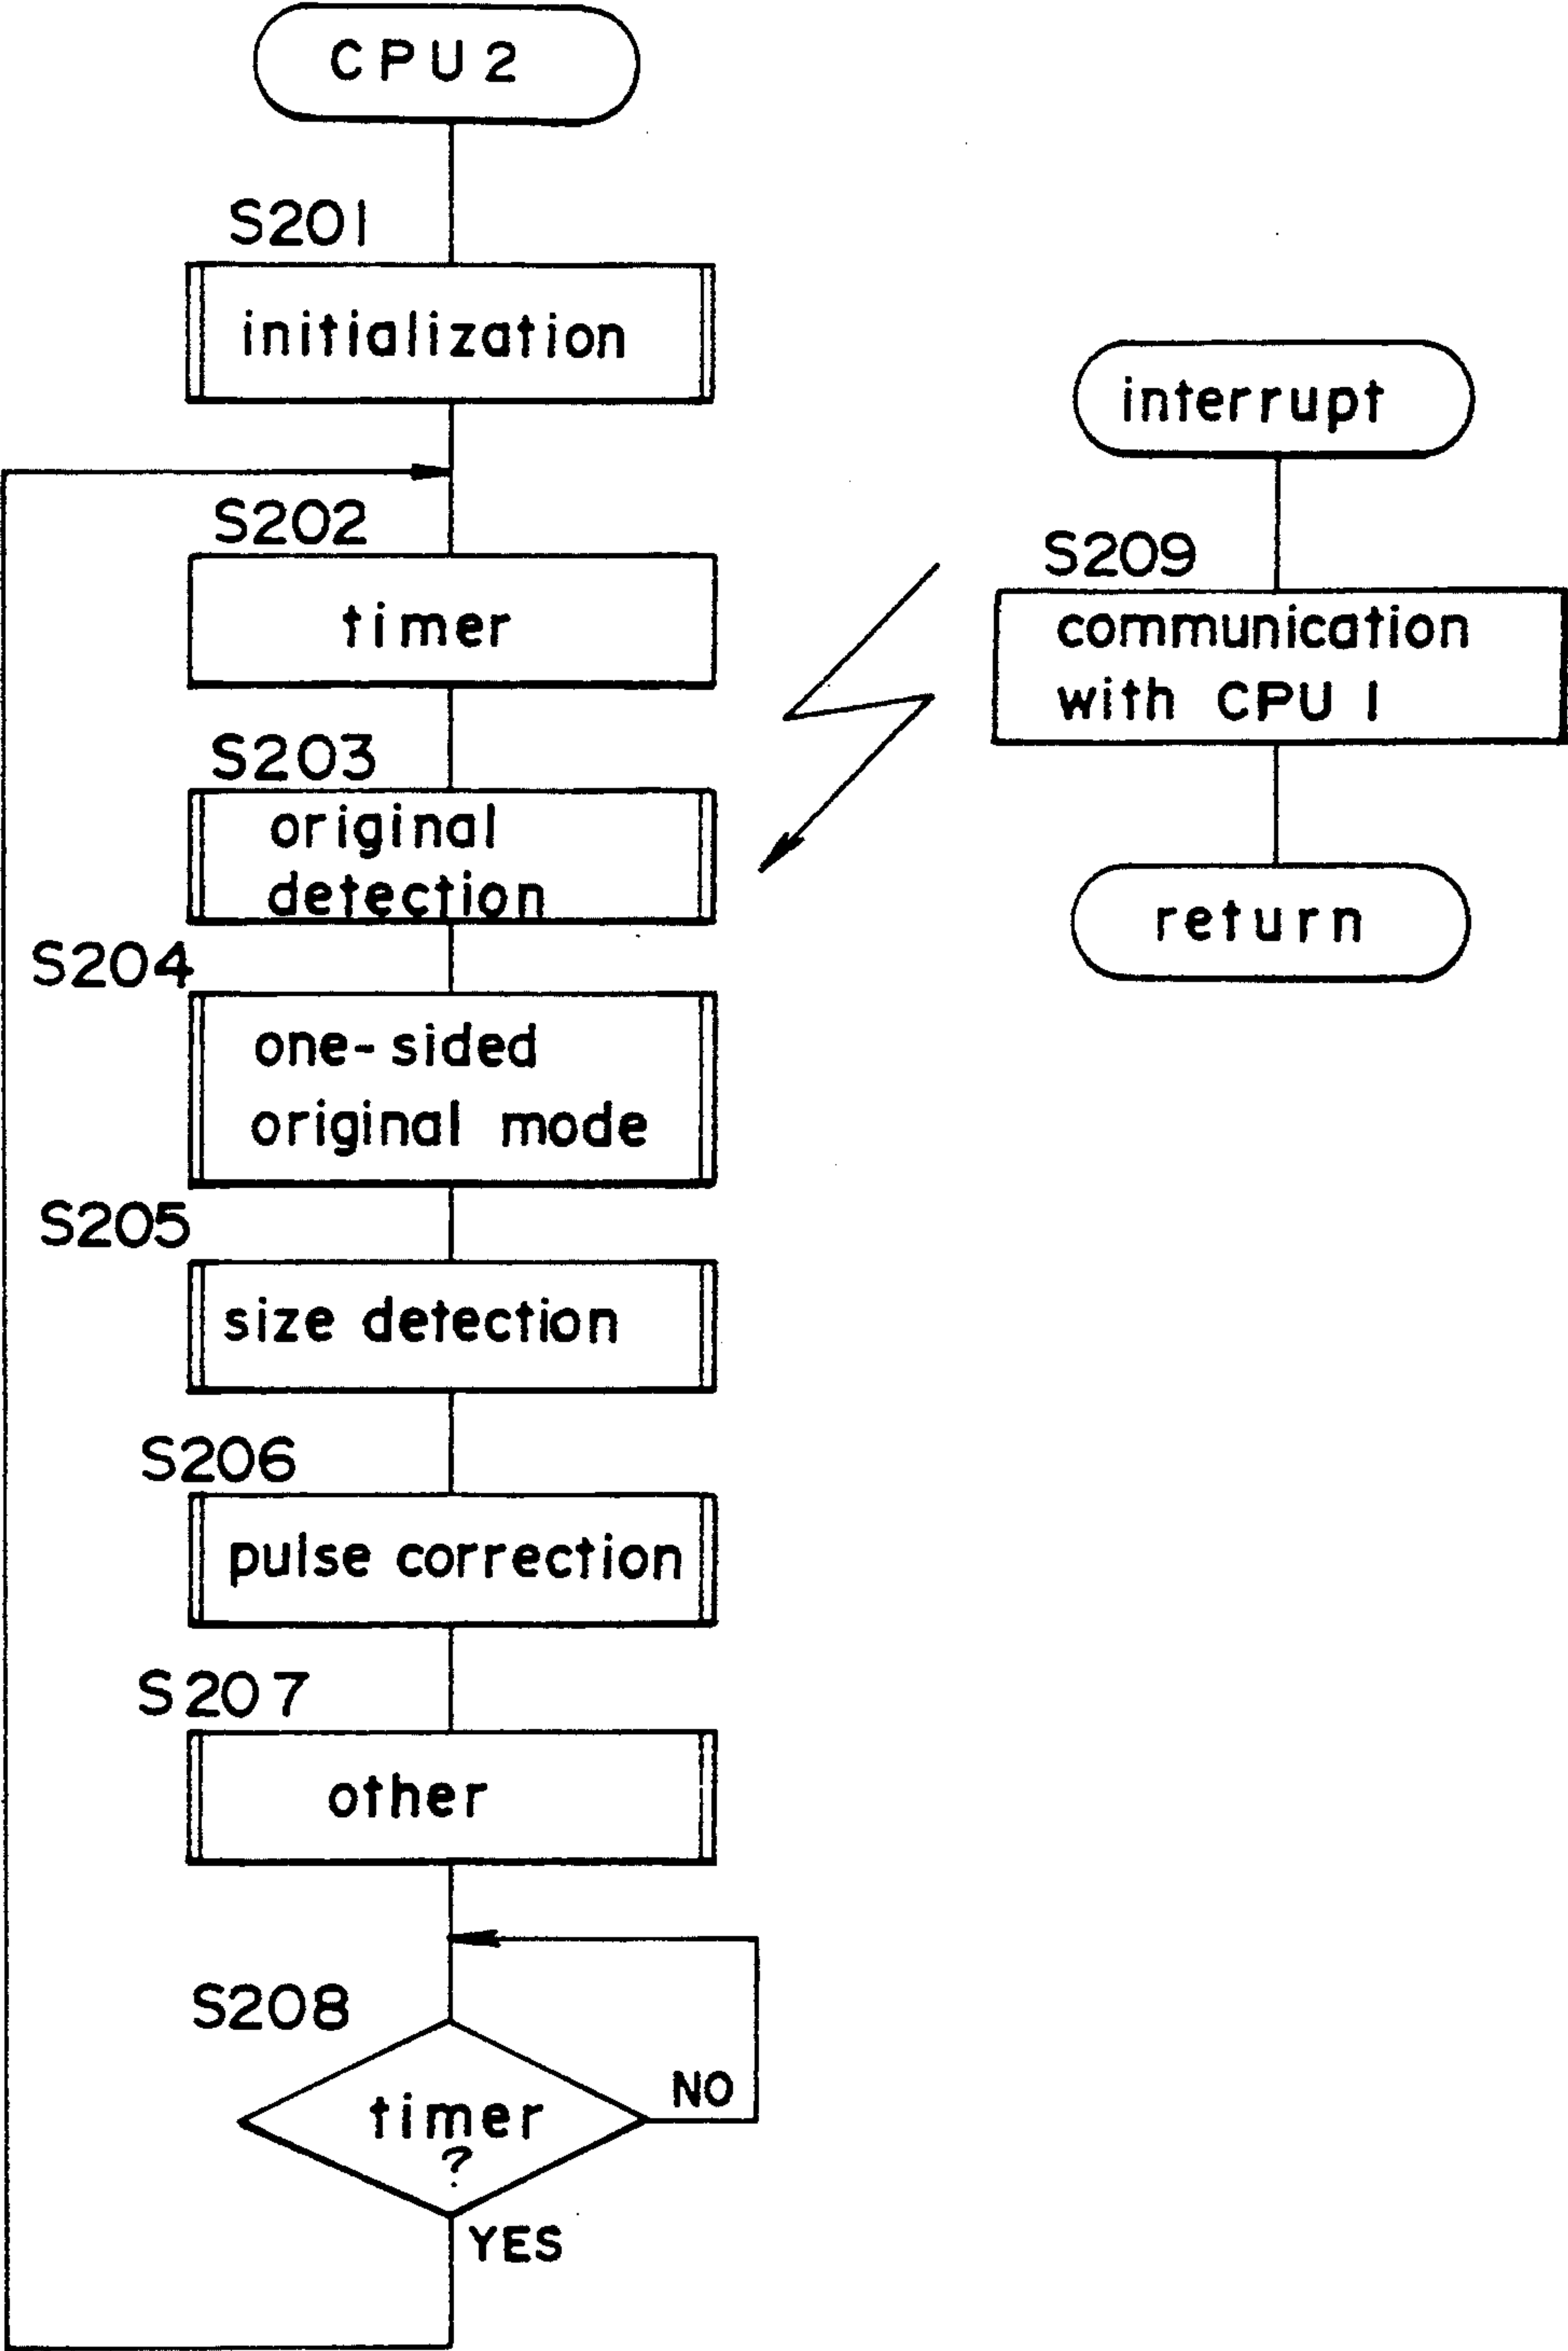 CPU2
S201
initialization
S202
timer
S203
original
detection
S204
one-sided
original mode
S205
size detection
S206
pulse correction
S207
other
S208
timer
?
NO
YES
interrupt
S209
communication
with CPU 1
return